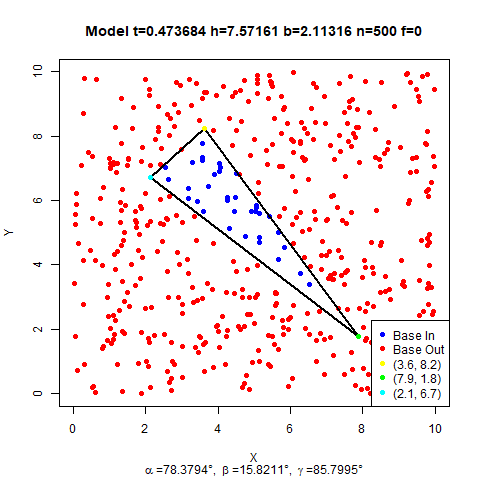 Model t=0.473684 h=7.57161 b=2.11316 n=500 f=0
10
8
6
4
2
0
Y
Base In
Base Out
(3.6, 8.2)
(7.9, 1.8)
(2.1, 6.7)
0 2 4 6 8 10
X
α=78.3794°, β=15.8211°, γ=85.7995°